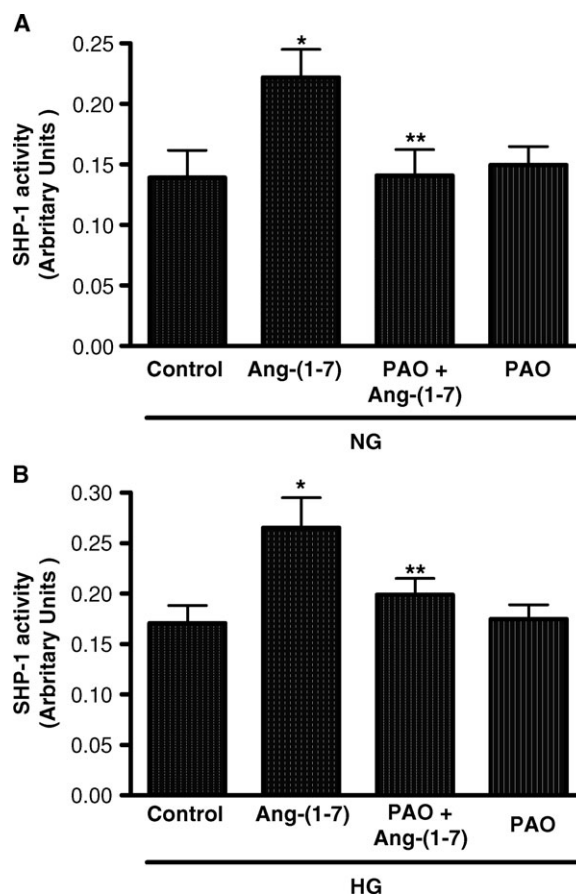 A
SHP-1 activity
(Arbritary Units )
0.25
0.20
0.15
0.10
0.05
0.00
*
**
Control
Ang-(1-7)
PAO +
Ang-(1-7)
PAO
NG
B
SHP-1 activity
(Arbritary Units )
0.30
0.25
0.20
0.15
0.10
0.05
0.00
*
**
Control
Ang-(1-7)
PAO +
Ang-(1-7)
PAO
HG